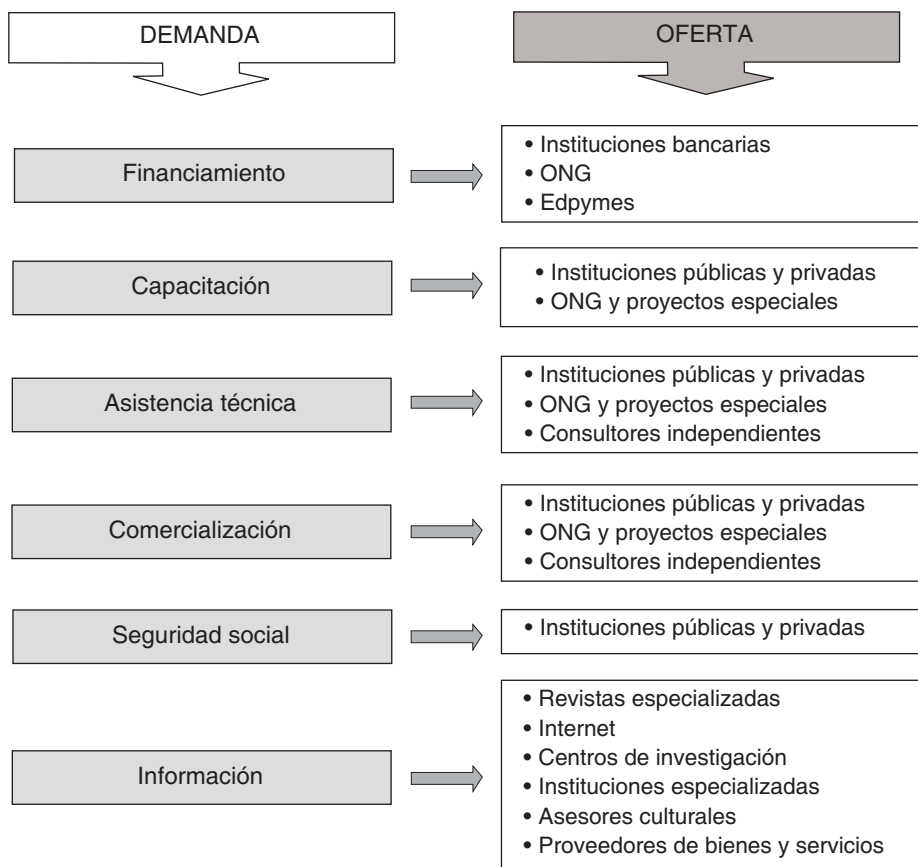 DEMANDA
OFERTA
Financiamiento
• Instituciones bancarias
• ONG
• Edpymes
Capacitación
• Instituciones públicas y privadas
• ONG y proyectos especiales
Asistencia técnica
• Instituciones públicas y privadas
• ONG y proyectos especiales
• Consultores independientes
Comercialización
• Instituciones públicas y privadas
• ONG y proyectos especiales
• Consultores independientes
Seguridad social
• Instituciones públicas y privadas
Información
• Revistas especializadas
• Internet
• Centros de investigación
• Instituciones especializadas
• Asesores culturales
• Proveedores de bienes y servicios